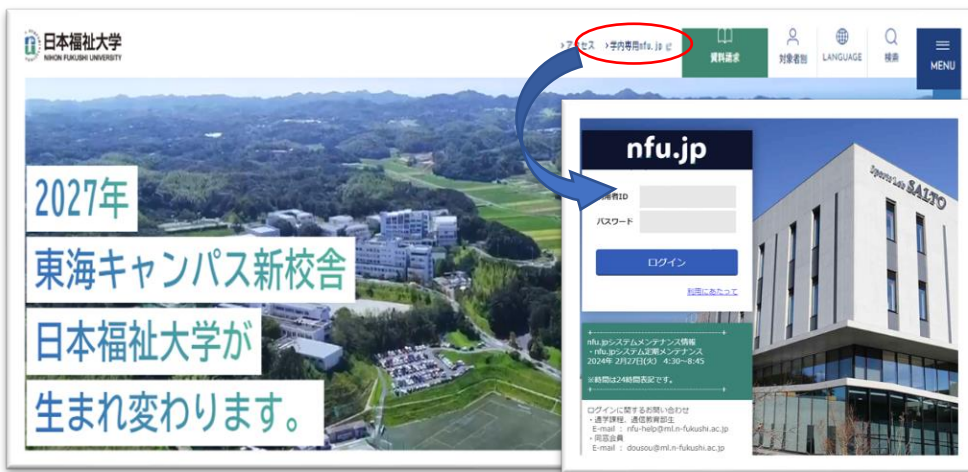 日本福祉大学
NIHON FUKUSHI UNIVERSITY
›アクセス ›学内専用nfu.jp
資料請求
対象者別
LANGUAGE
検索
MENU
2027年
東海キャンパス新校舎
日本福祉大学が
生まれ変わります。
nfu.jp
利用者ID
パスワード
ログイン
利用にあたって
nfu.jpシステムメンテナンス情報
・nfu.jpシステム定期メンテナンス
2024年 2月27日(火) 4:30～8:45
※時間は24時間表記です。
ログインに関するお問い合わせ
・通学課程、通信教育部生
E-mail : nfu-help@ml.n-fukushi.ac.jp
・同窓会員
E-mail : dousou@ml.n-fukushi.ac.jp
Sports Lab SALTO